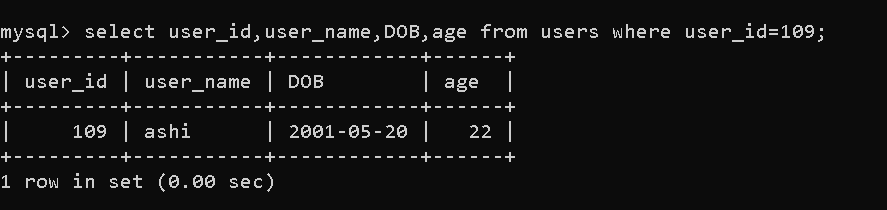 mysql> select user_id,user_name,DOB,age from users where user_id=109;
+---------+-----------+------------+------+
| user_id | user_name | DOB        | age  |
+---------+-----------+------------+------+
|     109 | ashi      | 2001-05-20 |   22 |
+---------+-----------+------------+------+
1 row in set (0.00 sec)